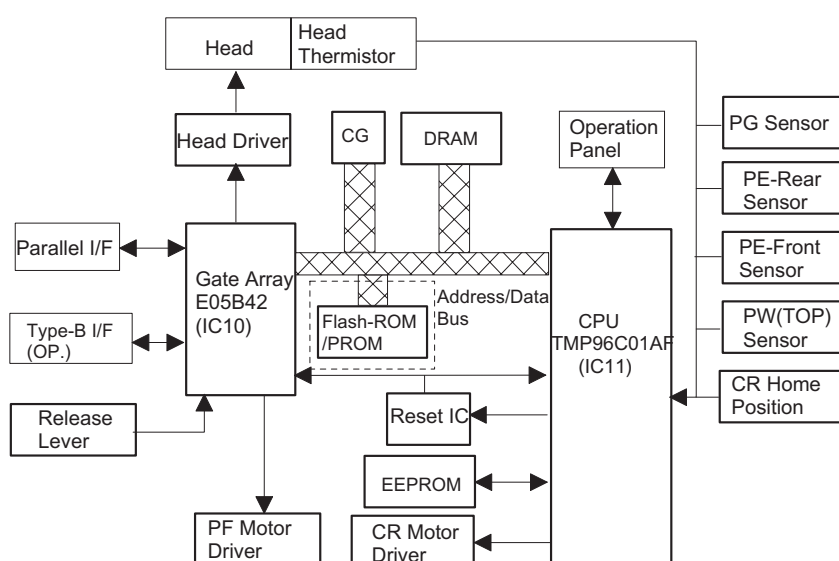 Head
Head
Thermistor
Head Driver
CG
DRAM
Operation
Panel
PG Sensor
PE-Rear
Sensor
PE-Front
Sensor
PW(TOP)
Sensor
CR Home
Position
Parallel I/F
Type-B I/F
(OP.)
Release
Lever
Gate Array
E05B42
(IC10)
Address/Data
Bus
Flash-ROM
/PROM
CPU
TMP96C01AF
(IC11)
Reset IC
EEPROM
PF Motor
Driver
CR Motor
Driver